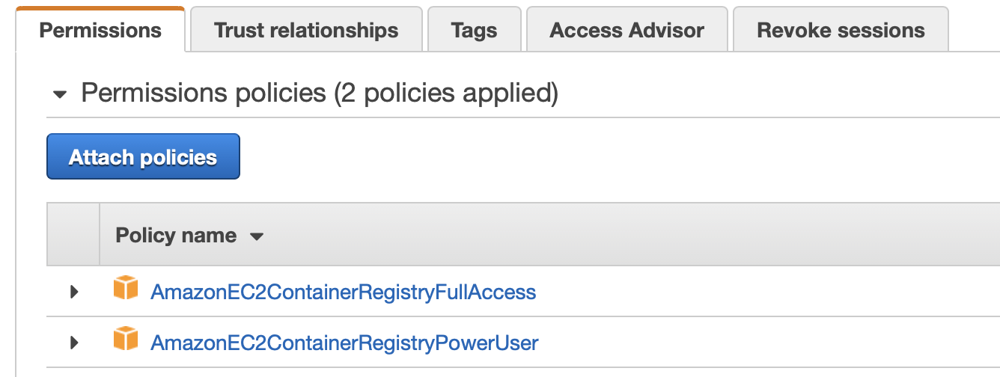 Permissions Trust relationships Tags Access Advisor Revoke sessions
Permissions policies (2 policies applied)
Attach policies
Policy name
AmazonEC2ContainerRegistryFullAccess
AmazonEC2ContainerRegistryPowerUser